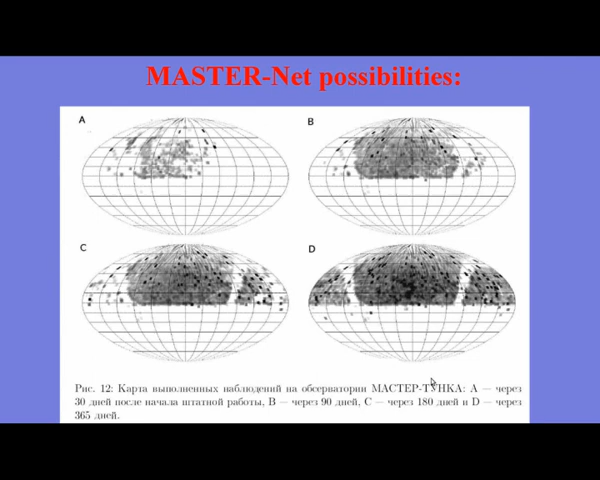 MASTER-Net possibilities:
A
B
C
D
Рис. 12: Карта выполненных наблюдений на обсерватории МАСТЕР-ТУНКА: A — через
30 дней после начала штатной работы, B — через 90 дней, C — через 180 дней и D — через
365 дней.